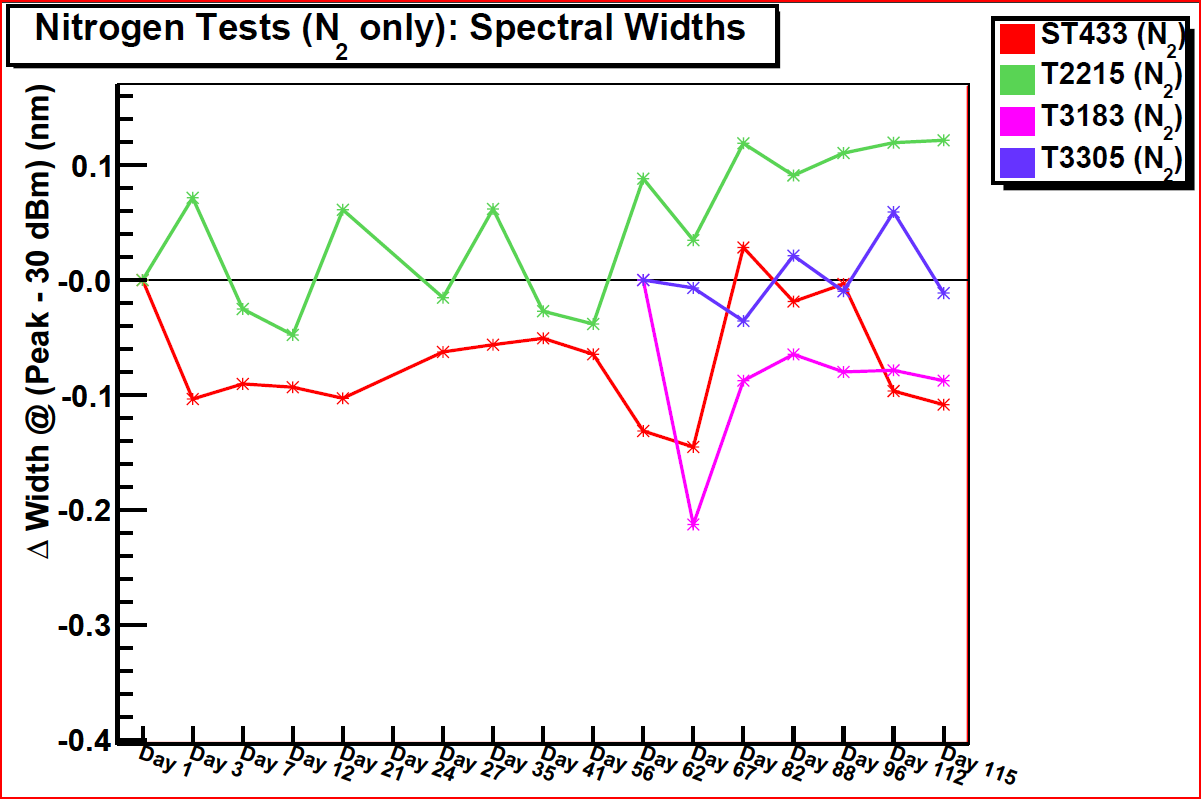 Nitrogen Tests (N2 only): Spectral Widths
ST433 (N2)
T2215 (N2)
T3183 (N2)
T3305 (N2)
Δ Width @ (Peak - 30 dBm) (nm)
0.1
-0.0
-0.1
-0.2
-0.3
-0.4
Day 1
Day 3
Day 7
Day 12
Day 21
Day 24
Day 27
Day 35
Day 41
Day 56
Day 62
Day 67
Day 82
Day 88
Day 96
Day 112
Day 115